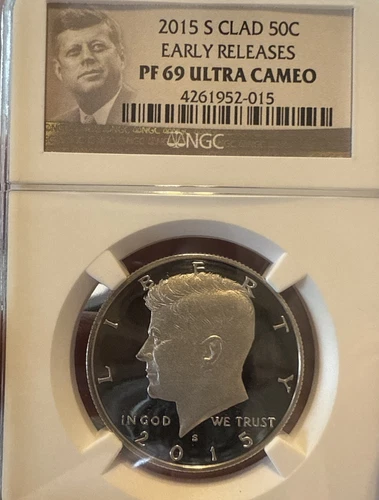 2015 S CLAD 50C
EARLY RELEASES
PF 69 ULTRA CAMEO
4261952-015
NGC
LIBERTY
IN GOD WE TRUST
S
2015